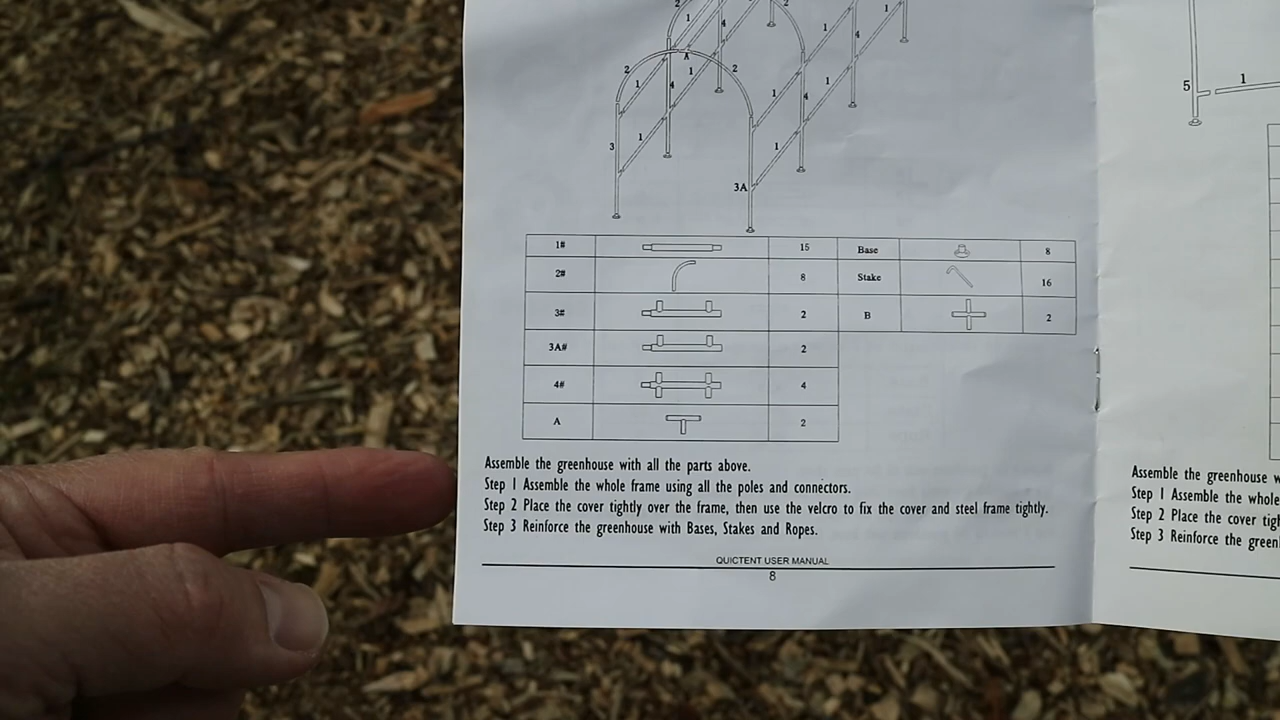 2 1 4 2 1 1
2 1 A 1 2 4 1 4
1 4 1 4
3 1 1
3A
5 1
1# 15 Base 8
2# 8 Stake 16
3# 2 B 2
3A# 2
4# 4
A 2
Assemble the greenhouse with all the parts above.
Step 1 Assemble the whole frame using all the poles and connectors.
Step 2 Place the cover tightly over the frame, then use the velcro to fix the cover and steel frame tightly.
Step 3 Reinforce the greenhouse with Bases, Stakes and Ropes.
QUICTENT USER MANUAL
8
Assemble the greenhouse
Step 1 Assemble the whole
Step 2 Place the cover
Step 3 Reinforce the